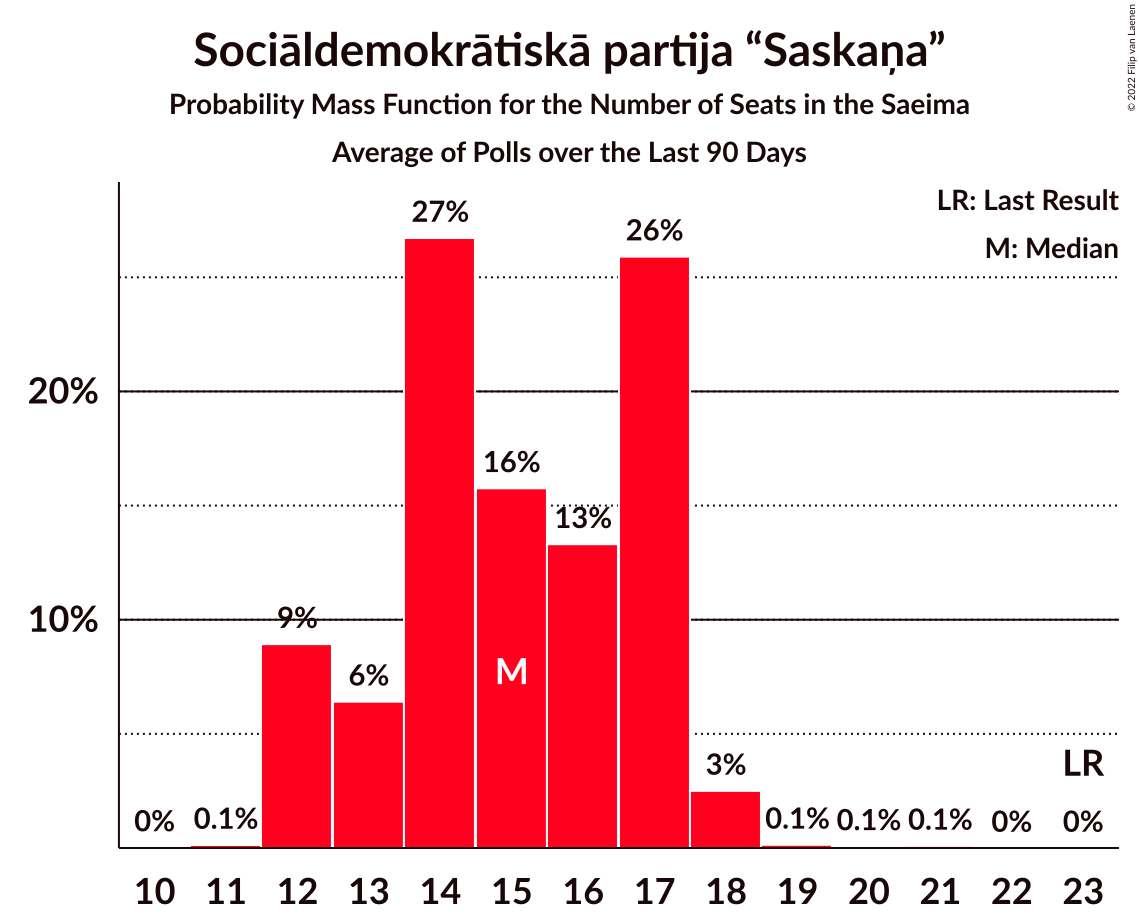 Sociāldemokrātiskā partija “Saskaņa”
Probability Mass Function for the Number of Seats in the Saeima
Average of Polls over the Last 90 Days
© 2022 Filip van Laenen
LR: Last Result
M: Median
20%
10%
0%
0.1%
9%
6%
27%
16%
13%
26%
3%
0.1%
0.1%
0.1%
0%
0%
M
LR
10 11 12 13 14 15 16 17 18 19 20 21 22 23